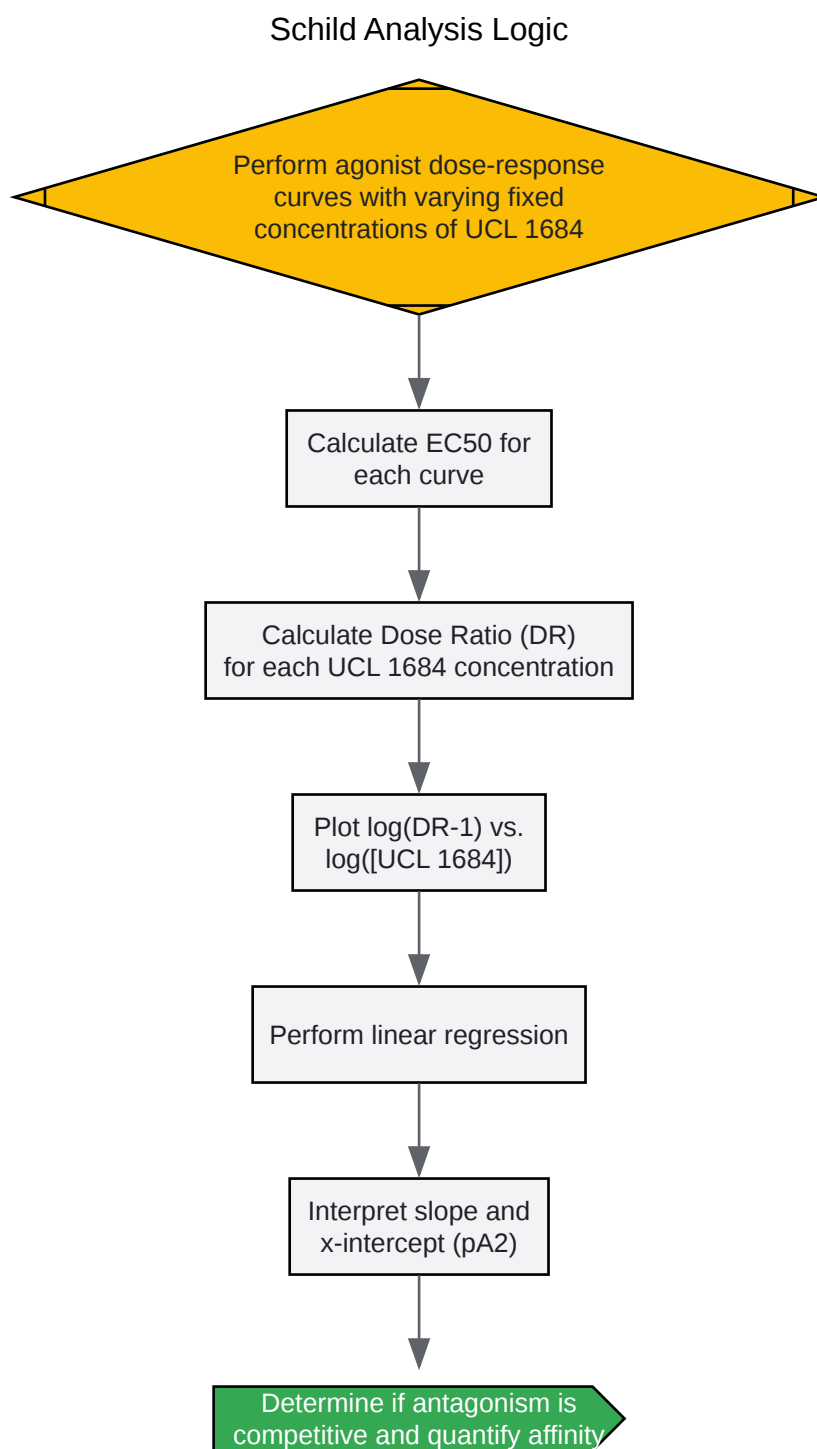 Schild Analysis Logic
Perform agonist dose-response
curves with varying fixed
concentrations of UCL 1684
Calculate EC50 for
each curve
Calculate Dose Ratio (DR)
for each UCL 1684 concentration
Plot log(DR-1) vs.
log([UCL 1684])
Perform linear regression
Interpret slope and
x-intercept (pA2)
Determine if antagonism is
competitive and quantify affinity